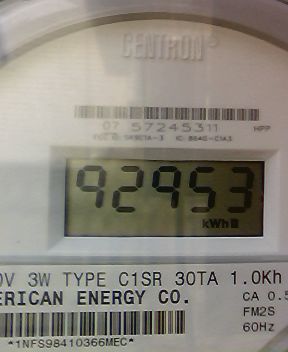 CENTRON®
07 57245311 HPP
92953
kWh
0V 3W TYPE C1SR 30TA 1.0Kh
ERICAN ENERGY CO.
CA 0.5
FM2S
60Hz
*1NFS98410366MEC*